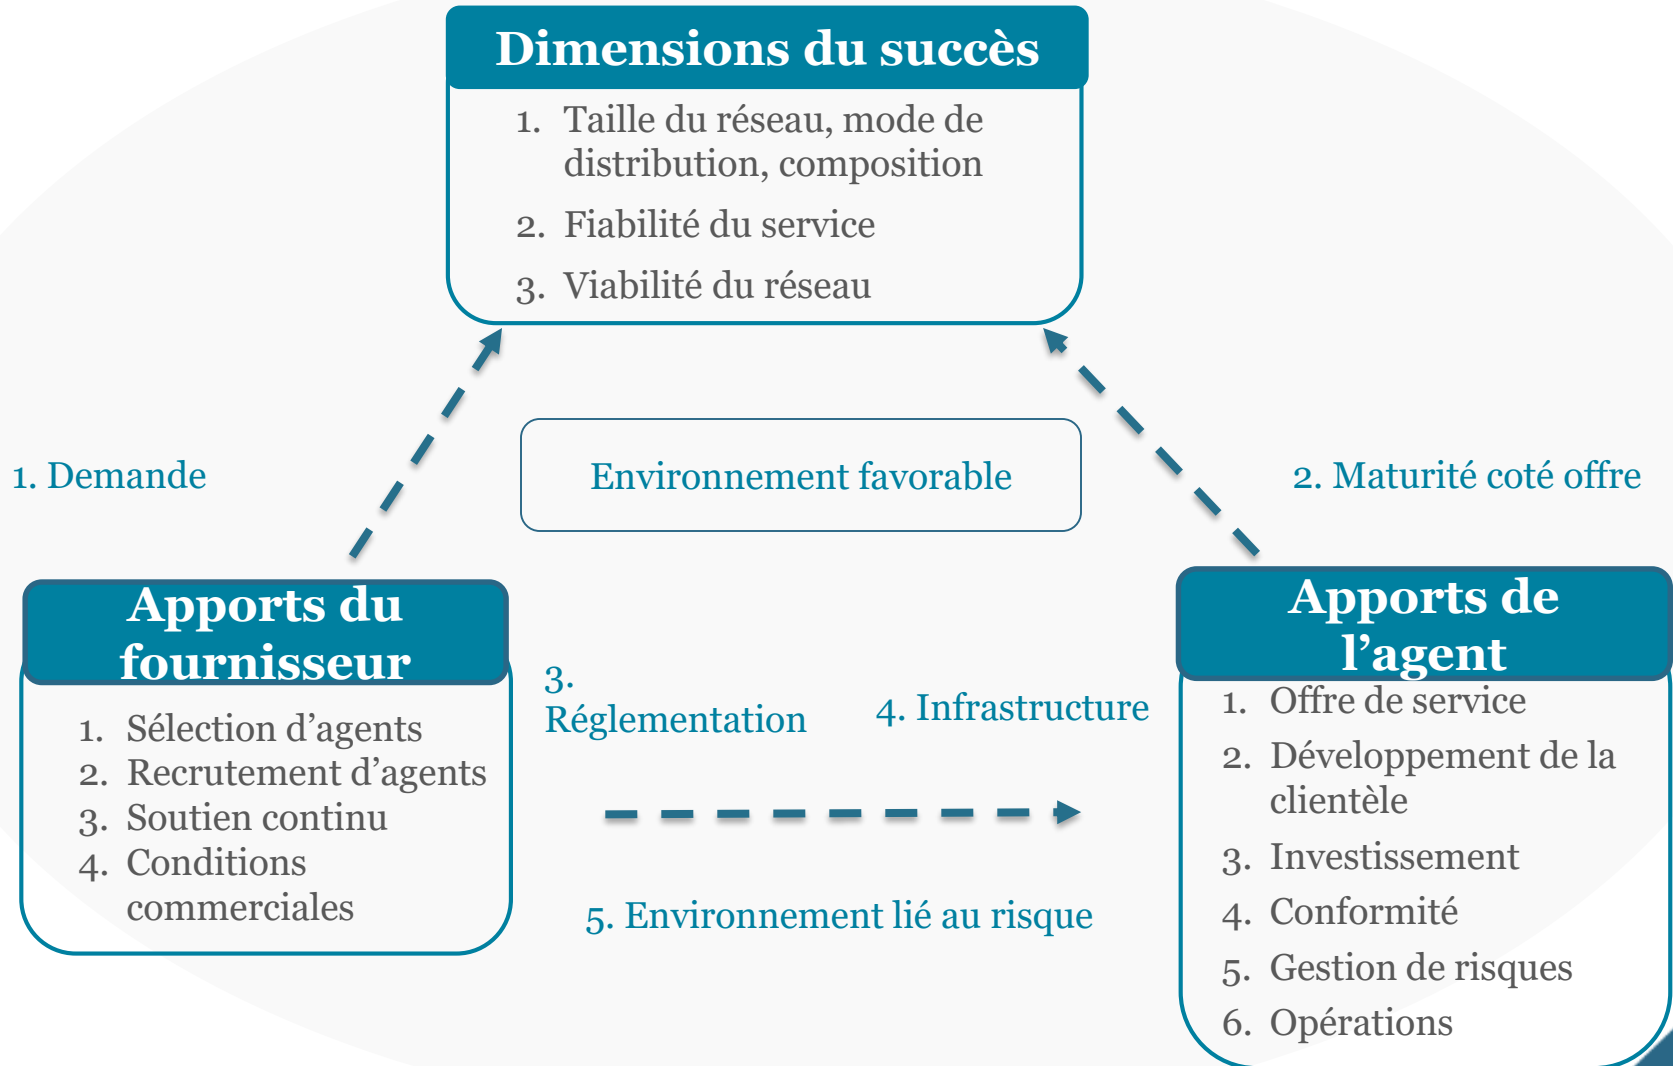 Dimensions du succès
1. Taille du réseau, mode de
distribution, composition
2. Fiabilité du service
3. Viabilité du réseau
1. Demande
Environnement favorable
2. Maturité coté offre
Apports du
fournisseur
1. Sélection d’agents
2. Recrutement d’agents
3. Soutien continu
4. Conditions
commerciales
3.
Réglementation
4. Infrastructure
5. Environnement lié au risque
Apports de
l’agent
1. Offre de service
2. Développement de la
clientèle
3. Investissement
4. Conformité
5. Gestion de risques
6. Opérations